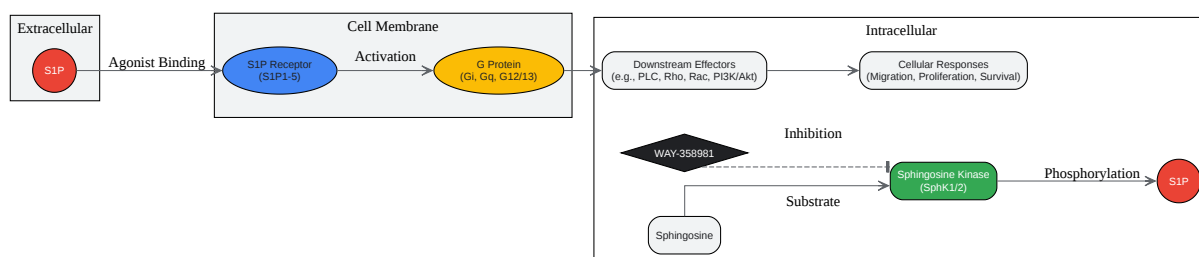 Extracellular
S1P
Agonist Binding
Cell Membrane
S1P Receptor
(S1P1-5)
Activation
G Protein
(Gi, Gq, G12/13)
Intracellular
Downstream Effectors
(e.g., PLC, Rho, Rac, PI3K/Akt)
Cellular Responses
(Migration, Proliferation, Survival)
WAY-358981
Inhibition
Sphingosine
Substrate
Sphingosine Kinase
(SphK1/2)
Phosphorylation
S1P